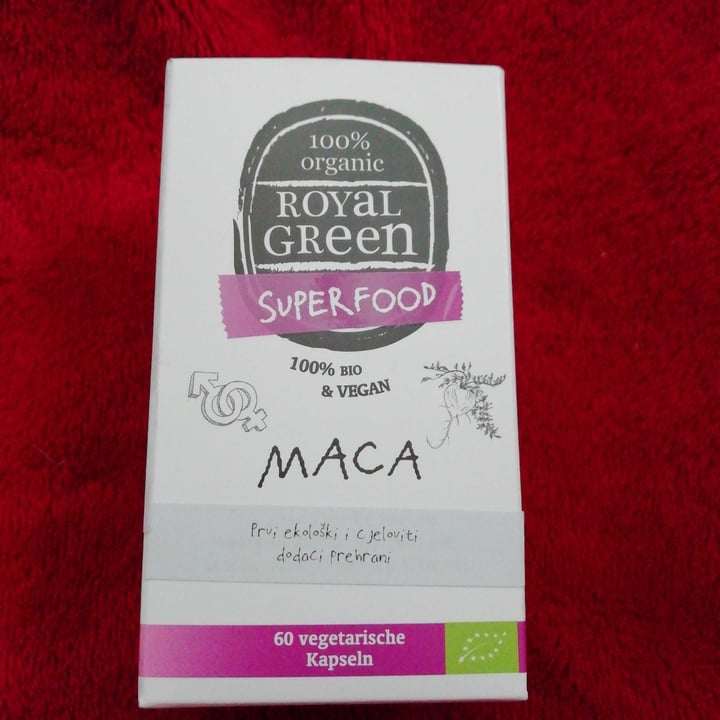 100%
organic
ROYaL
GReen
SUPERFOOD
100% BIO
& VEGAN
MACA
Prvi ekološki i cjeloviti
dodaci prehrani
60 vegetarische
Kapseln